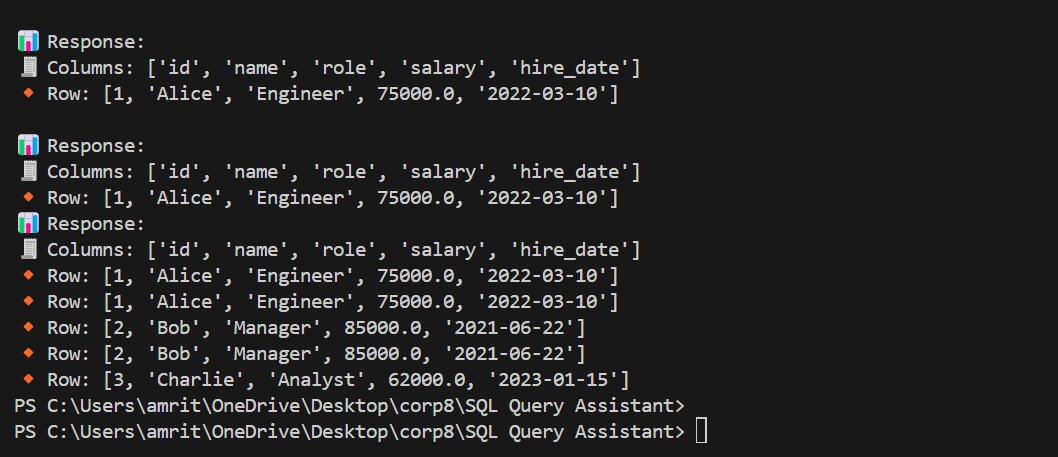 📊 Response:
🧾 Columns: ['id', 'name', 'role', 'salary', 'hire_date']
🔸 Row: [1, 'Alice', 'Engineer', 75000.0, '2022-03-10']
📊 Response:
🧾 Columns: ['id', 'name', 'role', 'salary', 'hire_date']
🔸 Row: [1, 'Alice', 'Engineer', 75000.0, '2022-03-10']
📊 Response:
🧾 Columns: ['id', 'name', 'role', 'salary', 'hire_date']
🔸 Row: [1, 'Alice', 'Engineer', 75000.0, '2022-03-10']
🔸 Row: [1, 'Alice', 'Engineer', 75000.0, '2022-03-10']
🔸 Row: [2, 'Bob', 'Manager', 85000.0, '2021-06-22']
🔸 Row: [2, 'Bob', 'Manager', 85000.0, '2021-06-22']
🔸 Row: [3, 'Charlie', 'Analyst', 62000.0, '2023-01-15']
PS C:\Users\amrit\OneDrive\Desktop\corp8\SQL Query Assistant>
PS C:\Users\amrit\OneDrive\Desktop\corp8\SQL Query Assistant>